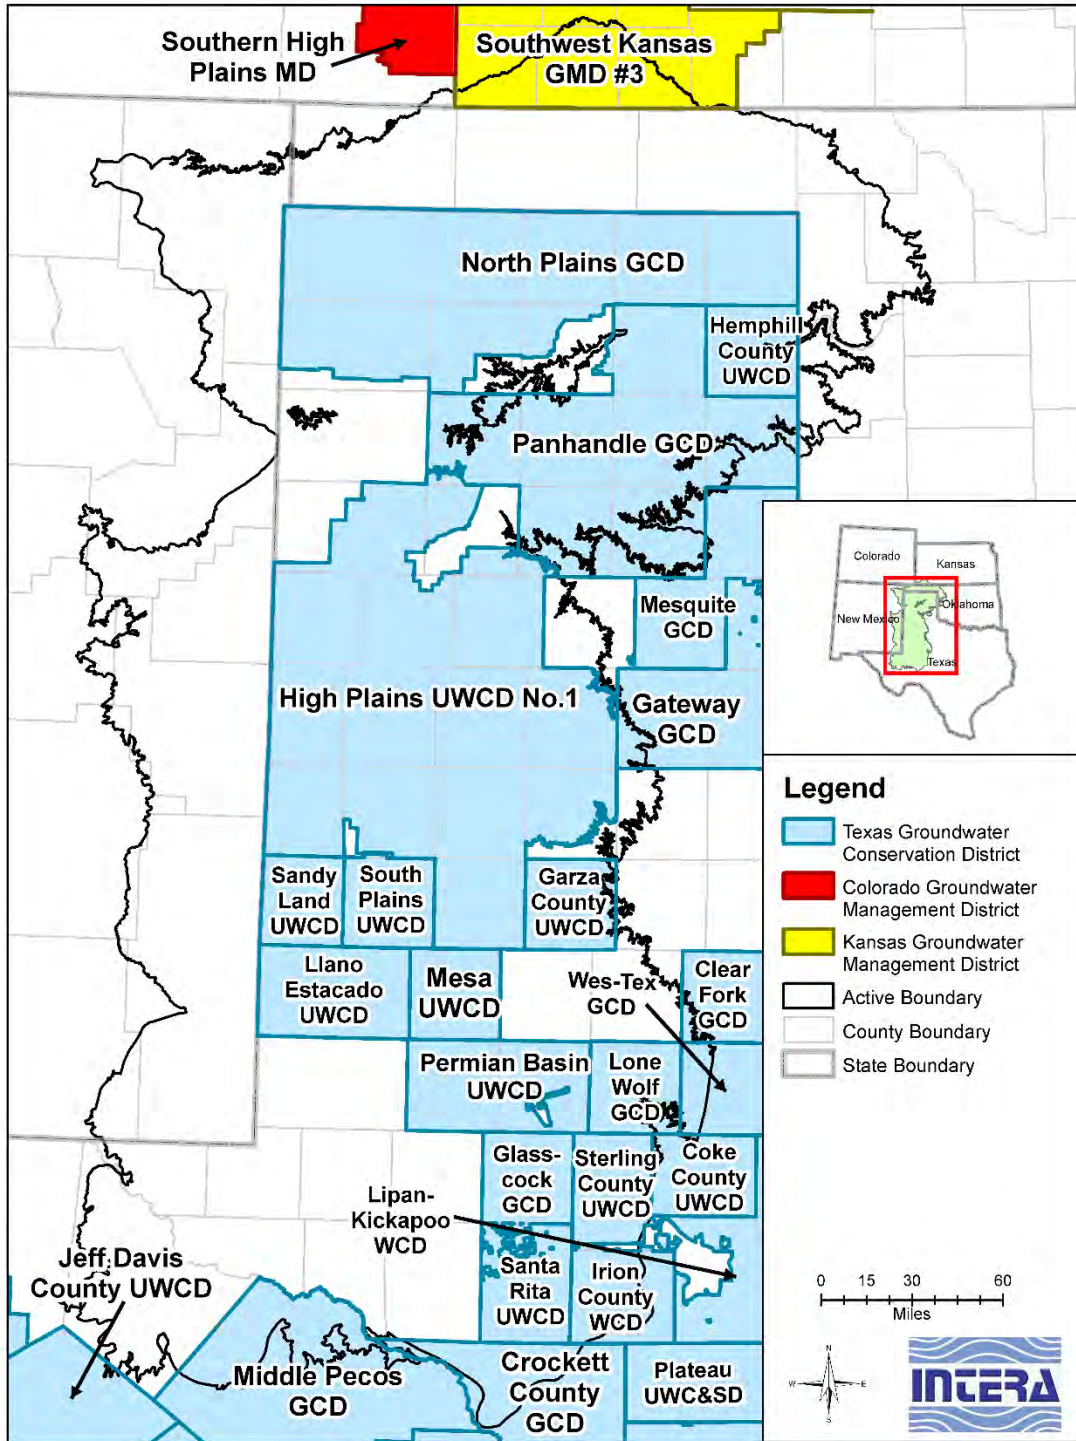 Southern High
Plains MD
Southwest Kansas
GMD #3
North Plains GCD
Hemphill
County
UWCD
Panhandle GCD
Mesquite
GCD
High Plains UWCD No.1
Gateway
GCD
Sandy
Land
UWCD
South
Plains
UWCD
Garza
County
UWCD
Llano
Estacado
UWCD
Mesa
UWCD
Wes-Tex
GCD
Clear
Fork
GCD
Permian Basin
UWCD
Lone
Wolf
GCD
Glass-
cock
GCD
Sterling
County
UWCD
Coke
County
UWCD
Lipan-
Kickapoo
WCD
Santa
Rita
UWCD
Irion
County
WCD
Jeff Davis
County UWCD
Middle Pecos
GCD
Crockett
County
GCD
Plateau
UWC&SD
Colorado
Kansas
New Mexico
Oklahoma
Texas
Legend
Texas Groundwater
Conservation District
Colorado Groundwater
Management District
Kansas Groundwater
Management District
Active Boundary
County Boundary
State Boundary
0 15 30 60
Miles
N
W E
S
INTERA